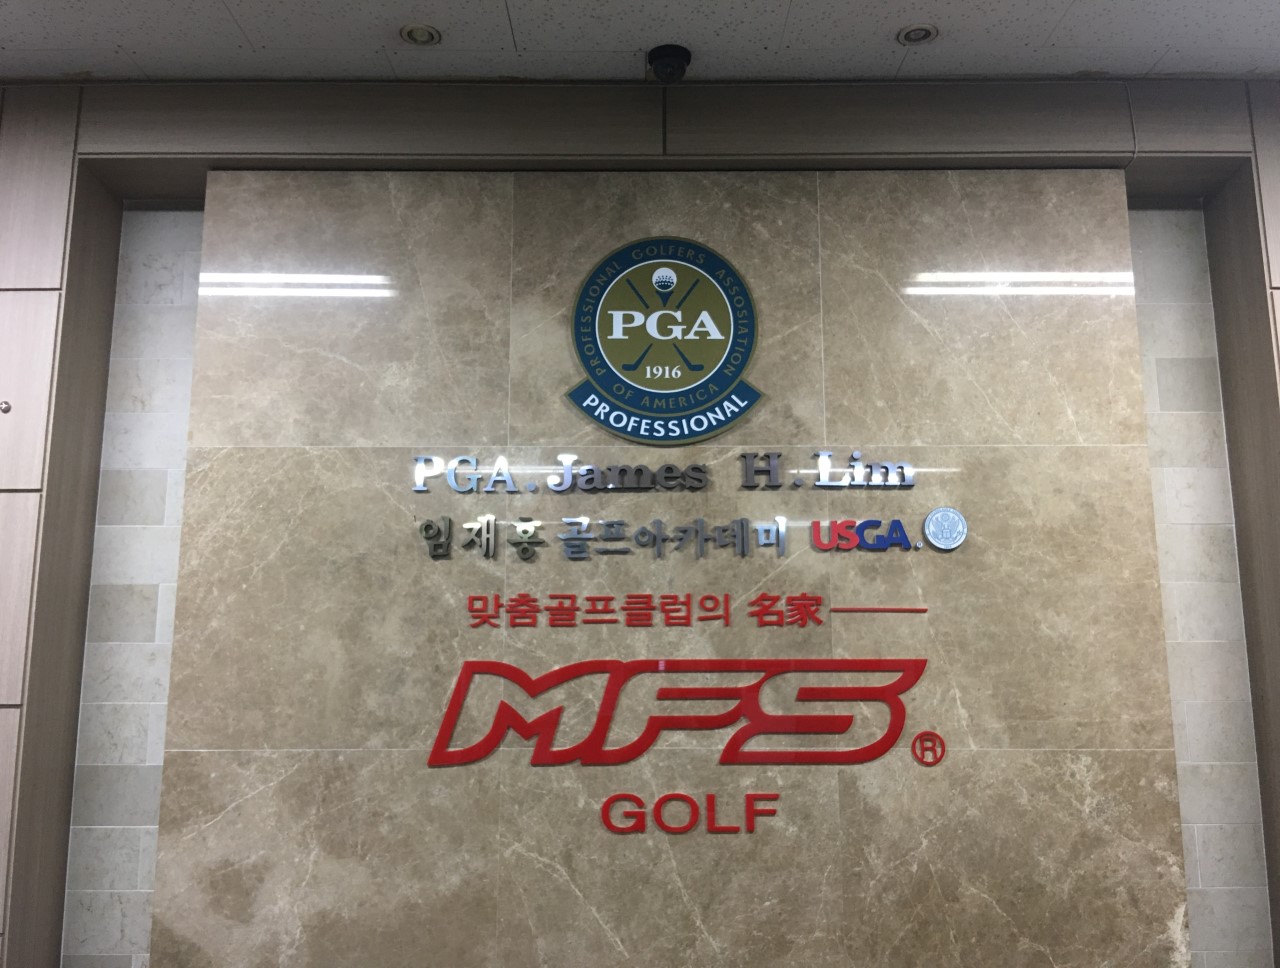 PROFESSIONAL GOLFERS ASSOSIATION
OF AMERICA
PGA
1916
PROFESSIONAL
PGA. James H. Lim
임재홍 골프아카데미 USGA.®
맞춤골프클럽의 名家
MFS®
GOLF